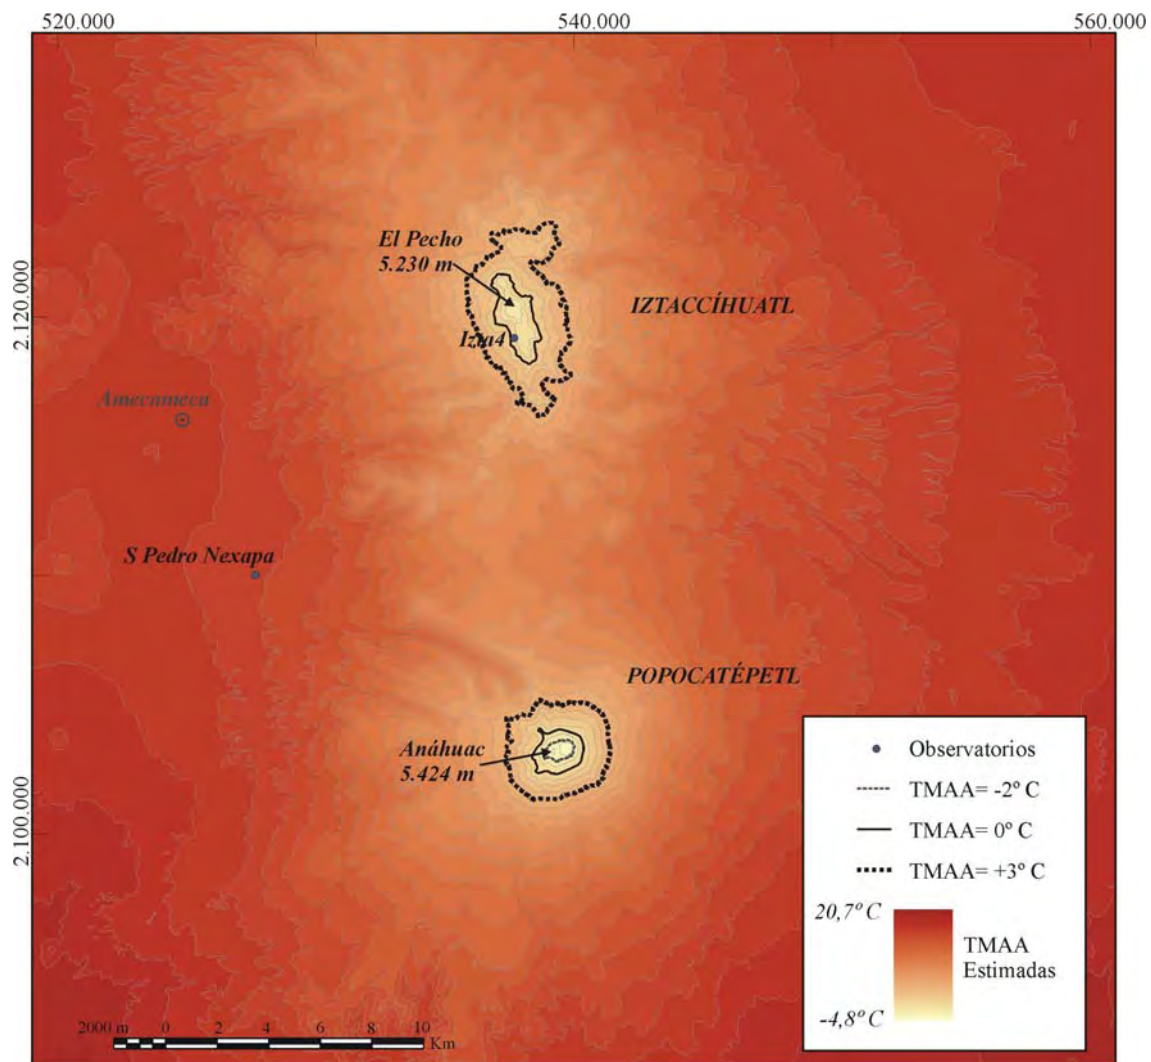 520.000
540.000
560.000
El Pecho
5.230 m
2.120,000
IZTACCÍHUATL
Izta4
Amecameca
S Pedro Nexapa
POPOCATÉPETL
Anáhuac
5.424 m
2.100,000
Observatorios
TMAA= -2º C
TMAA= 0º C
TMAA= +3º C
20,7º C
TMAA
Estimadas
-4,8º C
2000 m 0 2 4 6 8 10
Km